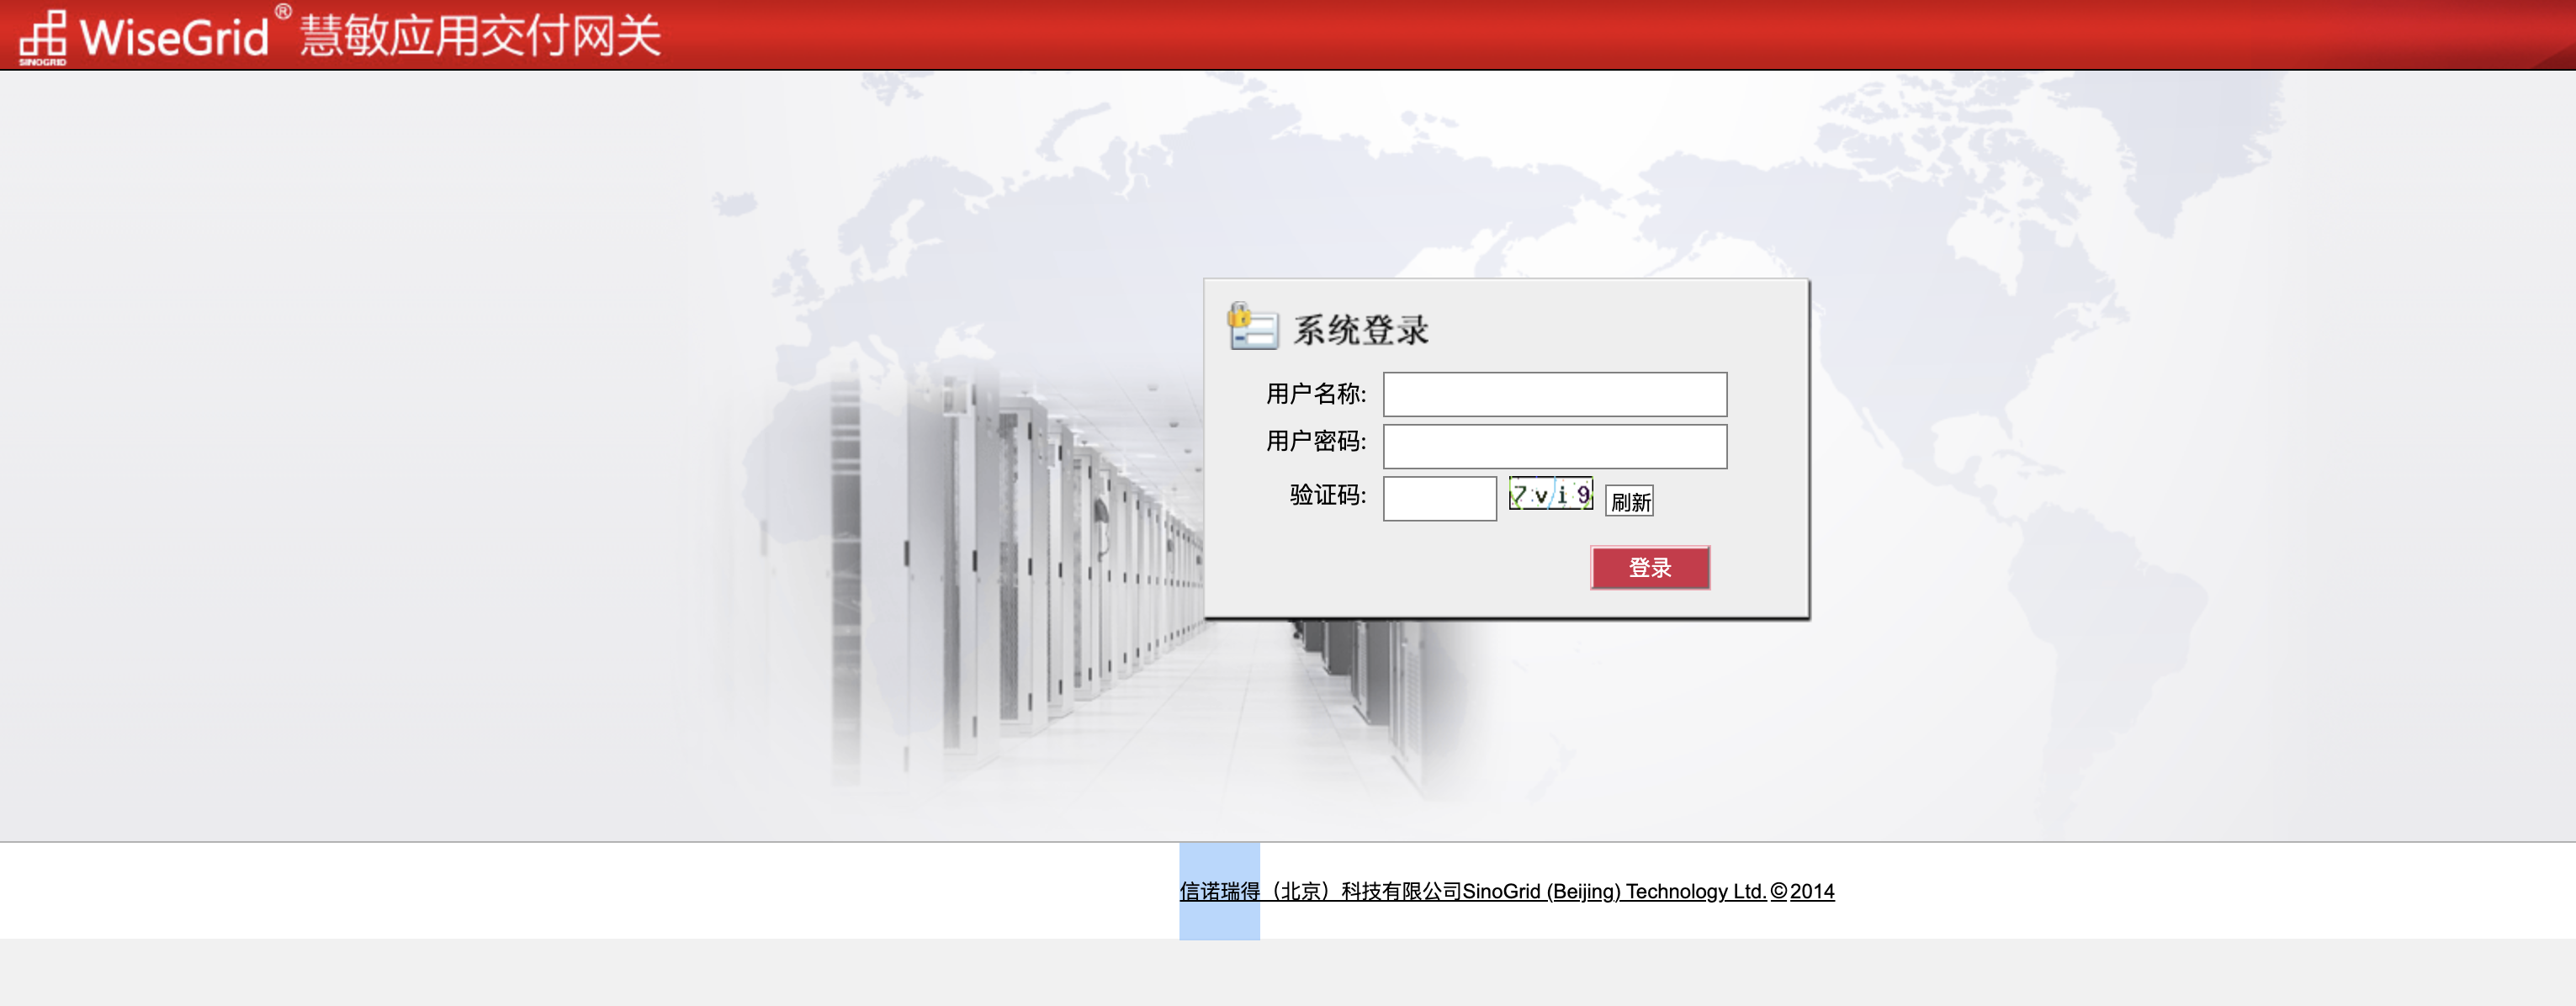 SINOGRID WiseGrid® 慧敏应用交付网关
系统登录
用户名称:
用户密码:
验证码: 7vi9 刷新
登录
信诺瑞得（北京）科技有限公司SinoGrid (Beijing) Technology Ltd. © 2014